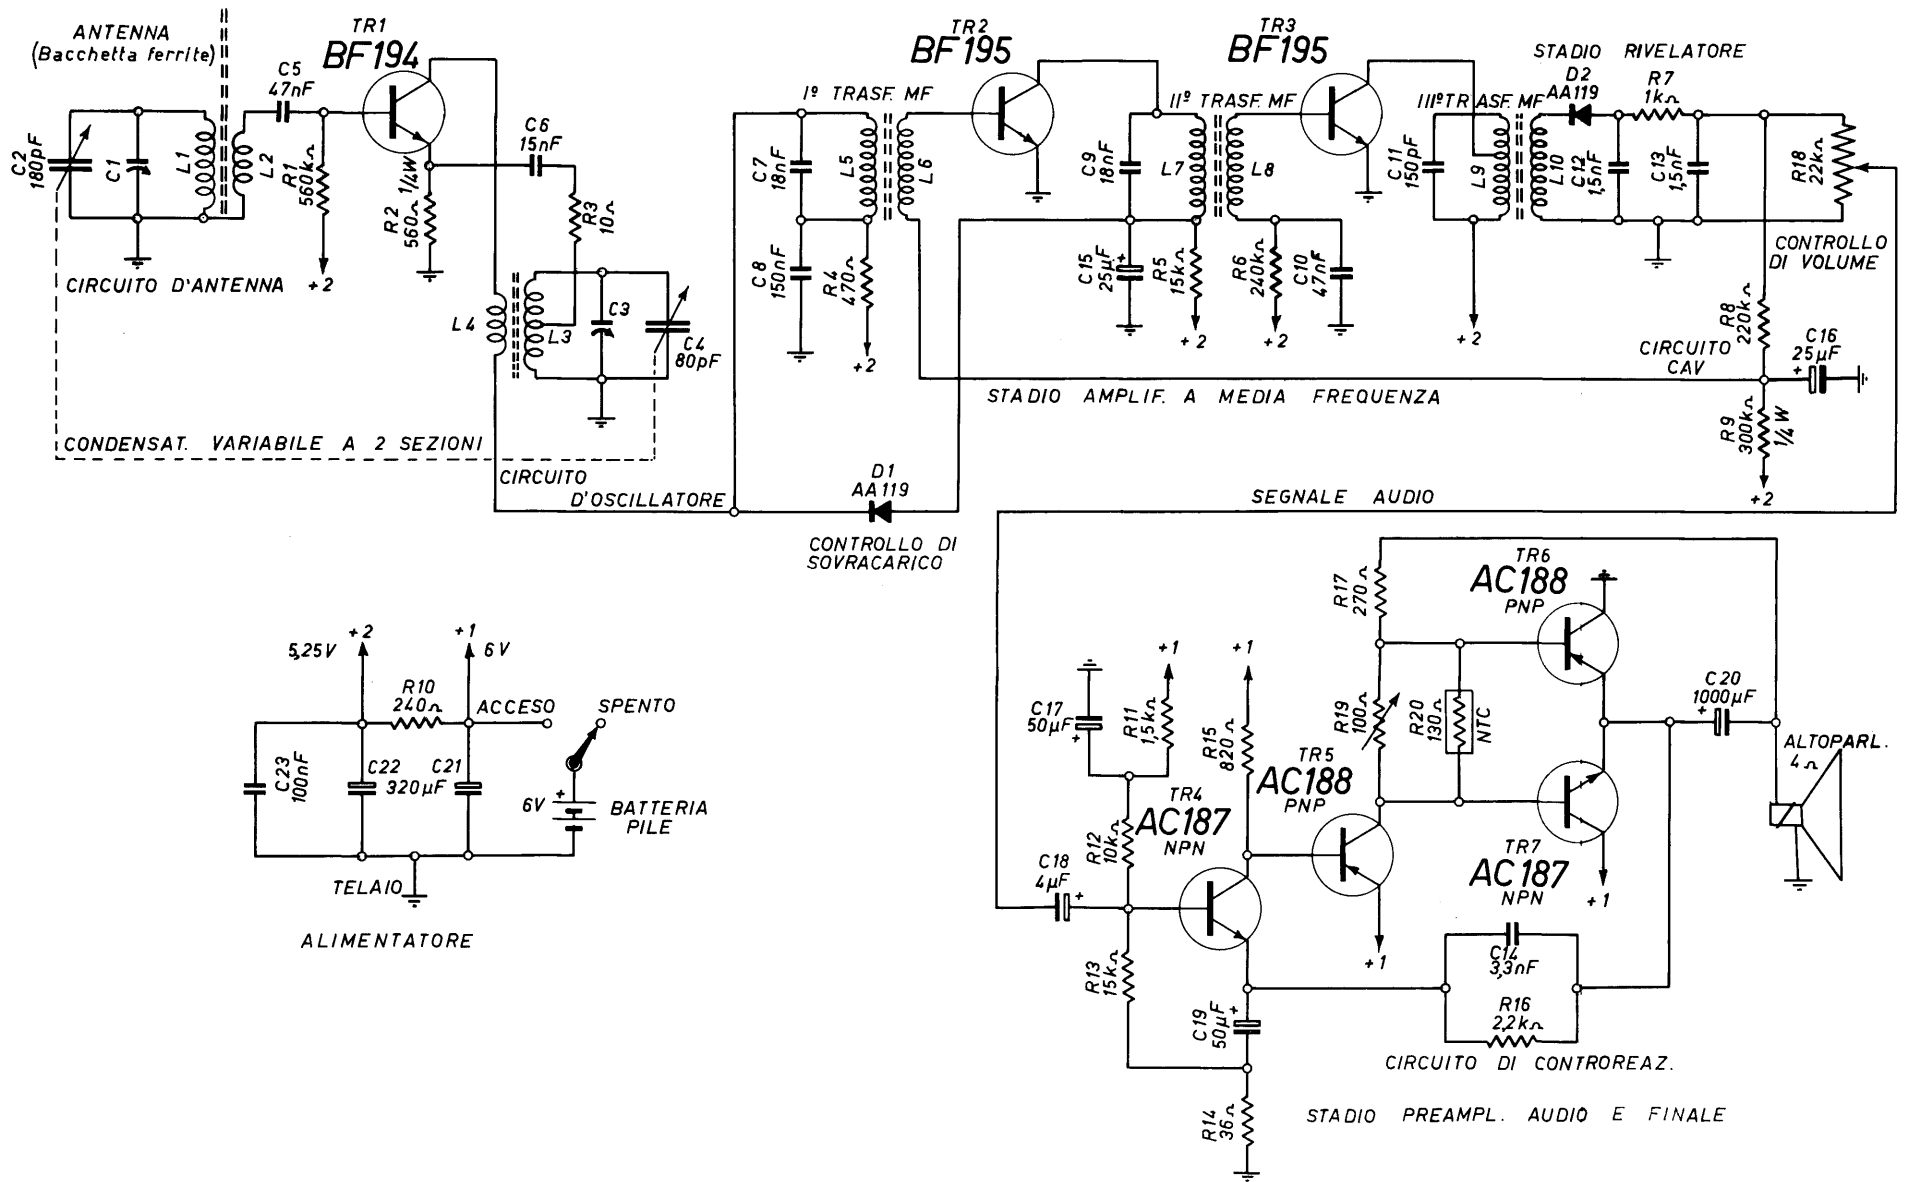 ANTENNA
(Bacchetta ferrite)
TR1
BF194
C5
47nF
C2
180pF
C1
L1
L2
R1
560kΩ
R2
560Ω
1/4W
+2
CIRCUITO D'ANTENNA
C6
15nF
R3
10Ω
L4
L3
C3
C4
80pF
CONDENSAT. VARIABILE A 2 SEZIONI
CIRCUITO
D'OSCILLATORE
TR2
BF195
TR3
BF195
Iº TRASF. MF
C7
18nF
L5
L6
C8
150nF
R4
470Ω
+2
IIº TRASF. MF
C9
18nF
L7
L8
C15
25µF
R5
15kΩ
+2
R6
240kΩ
+2
C10
47nF
IIIº TRASF. MF
C11
150pF
L9
L10
+2
STADIO RIVELATORE
D2
AA119
R7
1kΩ
C12
1,5nF
C13
1,5nF
R18
22kΩ
CONTROLLO
DI VOLUME
R8
220kΩ
CIRCUITO
CAV
C16
25µF
+
R9
300kΩ
1/4W
+2
STADIO AMPLIF. A MEDIA FREQUENZA
D1
AA119
CONTROLLO DI
SOVRACARICO
SEGNALE AUDIO
+2
5,25V
+1
6V
R10
240Ω
ACCESO
SPENTO
C23
100nF
C22
320µF
C21
6V
+
BATTERIA
PILE
TELAIO
ALIMENTATORE
C17
50µF
+
R11
1,5kΩ
+1
R15
820Ω
+1
TR4
AC187
NPN
R12
10kΩ
C18
4µF
+
R13
15kΩ
C19
50µF
+
R14
36Ω
TR5
AC188
PNP
+1
R17
270Ω
R19
100Ω
R20
130Ω
NTC
TR6
AC188
PNP
TR7
AC187
NPN
+1
C20
1000µF
+
ALTOPARL.
4Ω
C14
3,3nF
R16
2,2kΩ
CIRCUITO DI CONTROREAZ.
STADIO PREAMPL. AUDIO E FINALE